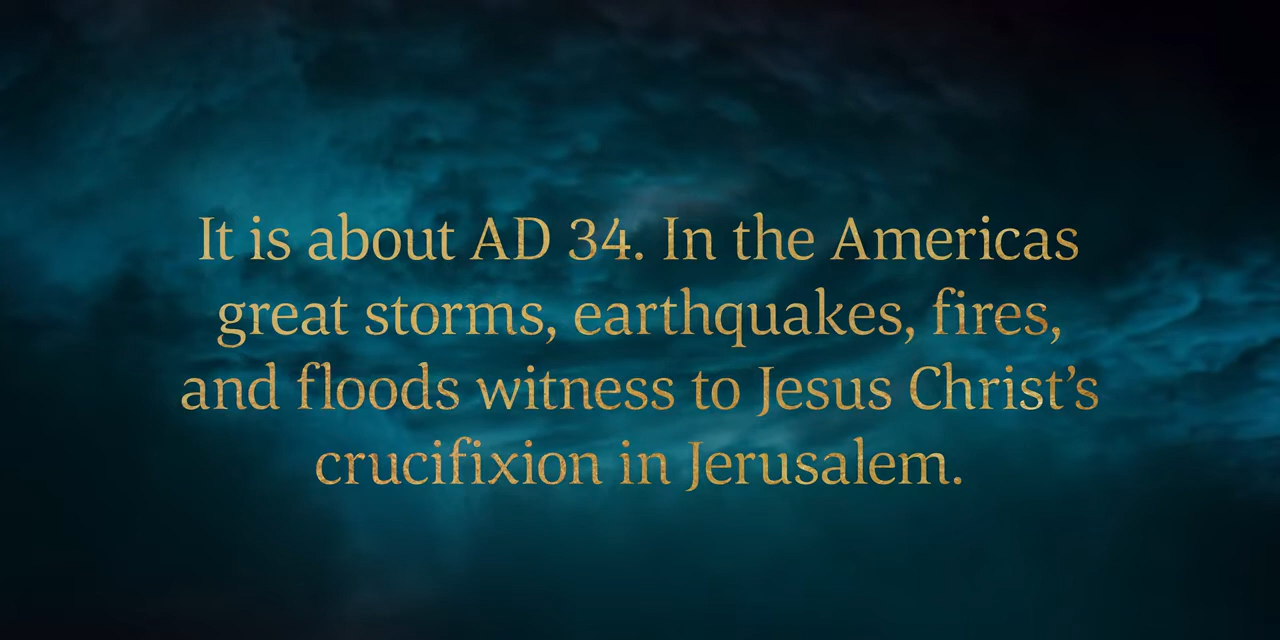 It is about AD 34. In the Americas
great storms, earthquakes, fires,
and floods witness to Jesus Christ’s
crucifixion in Jerusalem.